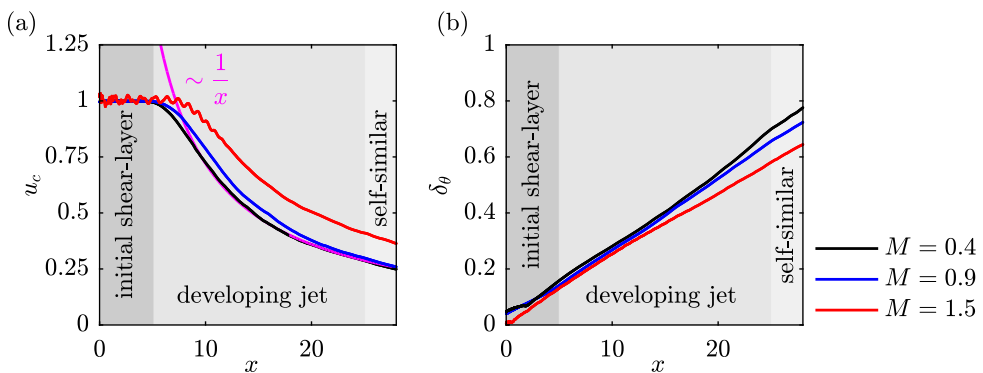 (a)
1.25
1
0.75
0.5
0.25
0
u_c
0
10
20
x
initial shear-layer
developing jet
self-similar
∼ 1/x
(b)
1
0.8
0.6
0.4
0.2
0
δ_θ
0
10
20
x
initial shear-layer
developing jet
self-similar
M = 0.4
M = 0.9
M = 1.5